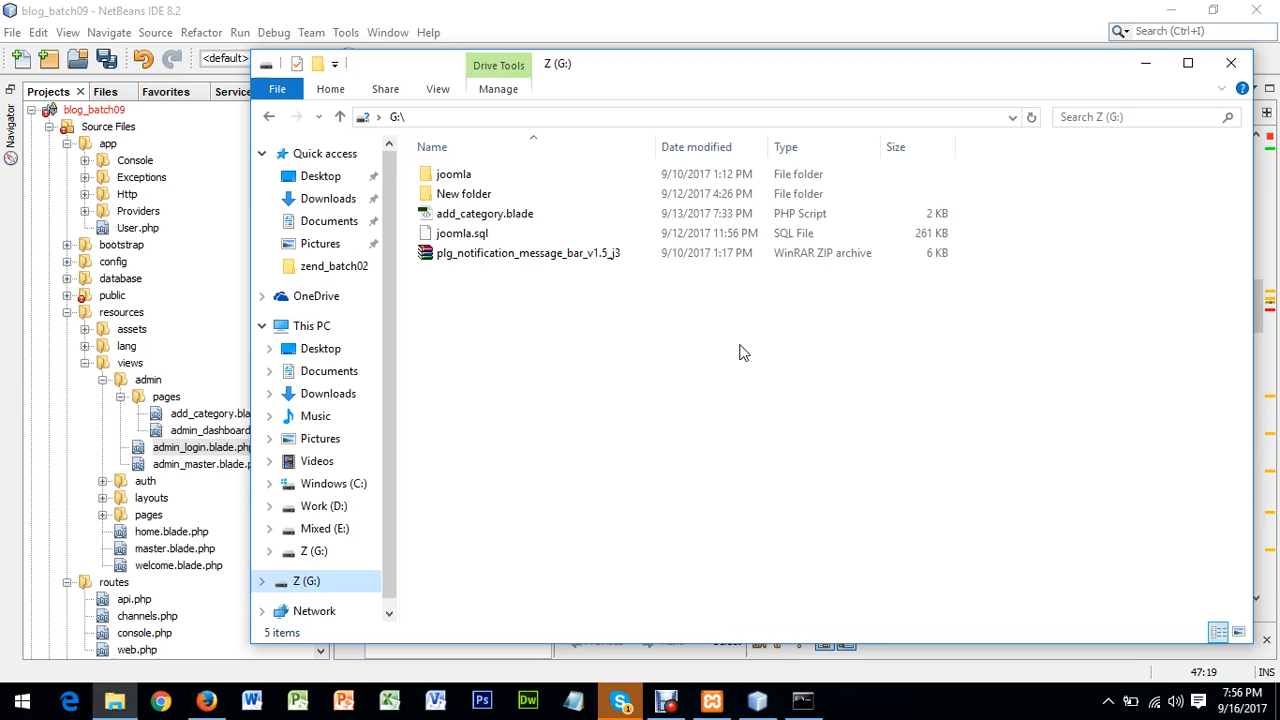 blog_batch09 - NetBeans IDE 8.2
File Edit View Navigate Source Refactor Run Debug Team Tools Window Help
Search (Ctrl+I)
<default>
Drive Tools
Z (G:)
Projects
Files
Favorites
File
Home
Share
View
Manage
G:\
Search Z (G:)
Name
Date modified
Type
Size
joomla 9/10/2017 1:12 PM File folder
New folder 9/12/2017 4:26 PM File folder
add_category.blade 9/13/2017 7:33 PM PHP Script 2 KB
joomla.sql 9/12/2017 11:56 PM SQL File 261 KB
plg_notification_message_bar_v1.5_j3 9/10/2017 1:17 PM WinRAR ZIP archive 6 KB
Quick access
Desktop
Downloads
Documents
Pictures
zend_batch02
OneDrive
This PC
Desktop
Documents
Downloads
Music
Pictures
Videos
Windows (C:)
Work (D:)
Mixed (E:)
Z (G:)
Z (G:)
Network
5 items
Navigator
blog_batch09
Source Files
app
Console
Exceptions
Http
Providers
User.php
bootstrap
config
database
public
resources
assets
lang
views
admin
pages
add_category.bla
admin_dashboard
admin_login.blade.ph
admin_master.blade.p
auth
layouts
pages
home.blade.php
master.blade.php
welcome.blade.php
routes
api.php
channels.php
console.php
web.php
47:19
INS
7:56 PM
9/16/2017